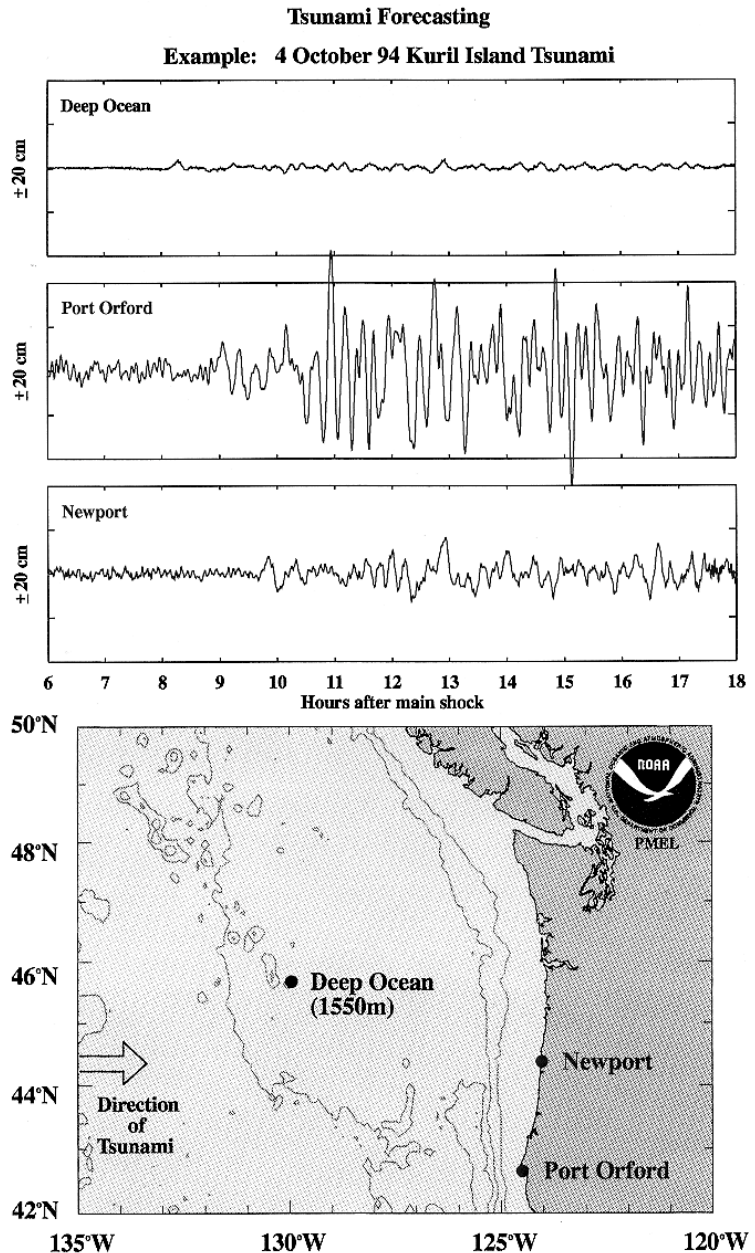 Tsunami Forecasting
Example: 4 October 94 Kuril Island Tsunami
Deep Ocean
± 20 cm
Port Orford
± 20 cm
Newport
± 20 cm
6 7 8 9 10 11 12 13 14 15 16 17 18
Hours after main shock
50°N
NOAA
PMEL
48°N
46°N
Deep Ocean
(1550m)
Newport
44°N
Direction
of
Tsunami
Port Orford
42°N
135°W 130°W 125°W 120°W